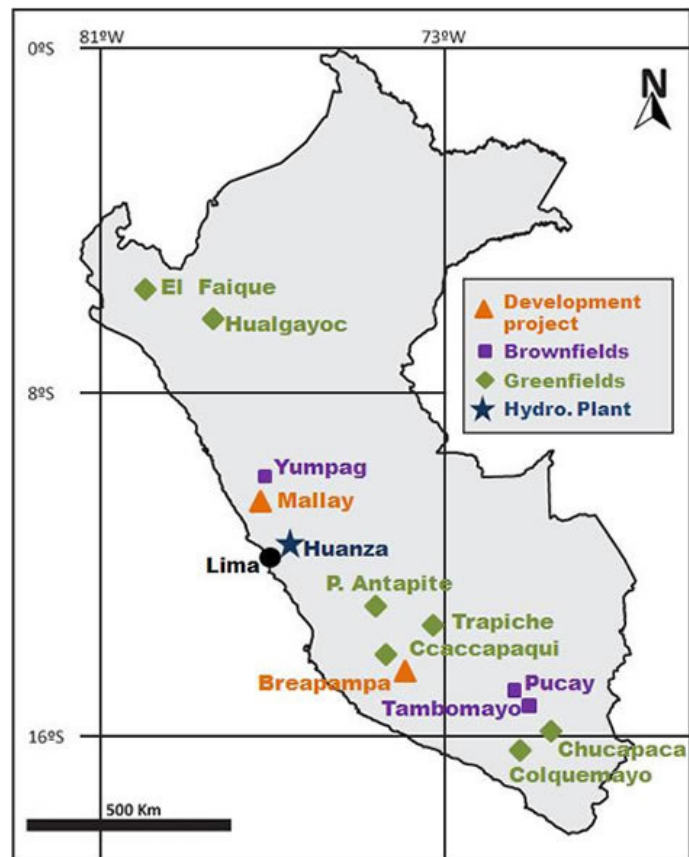 81ºW
73ºW
0ºS
N
El Faique
Hualgayoc
Development
project
Brownfields
Greenfields
Hydro. Plant
8ºS
Yumpag
Mallay
Huanza
Lima
P. Antapite
Trapiche
Ccaccapaqui
Breapampa
Pucay
Tambomayo
16ºS
Chucapaca
Colquemayo
500 Km